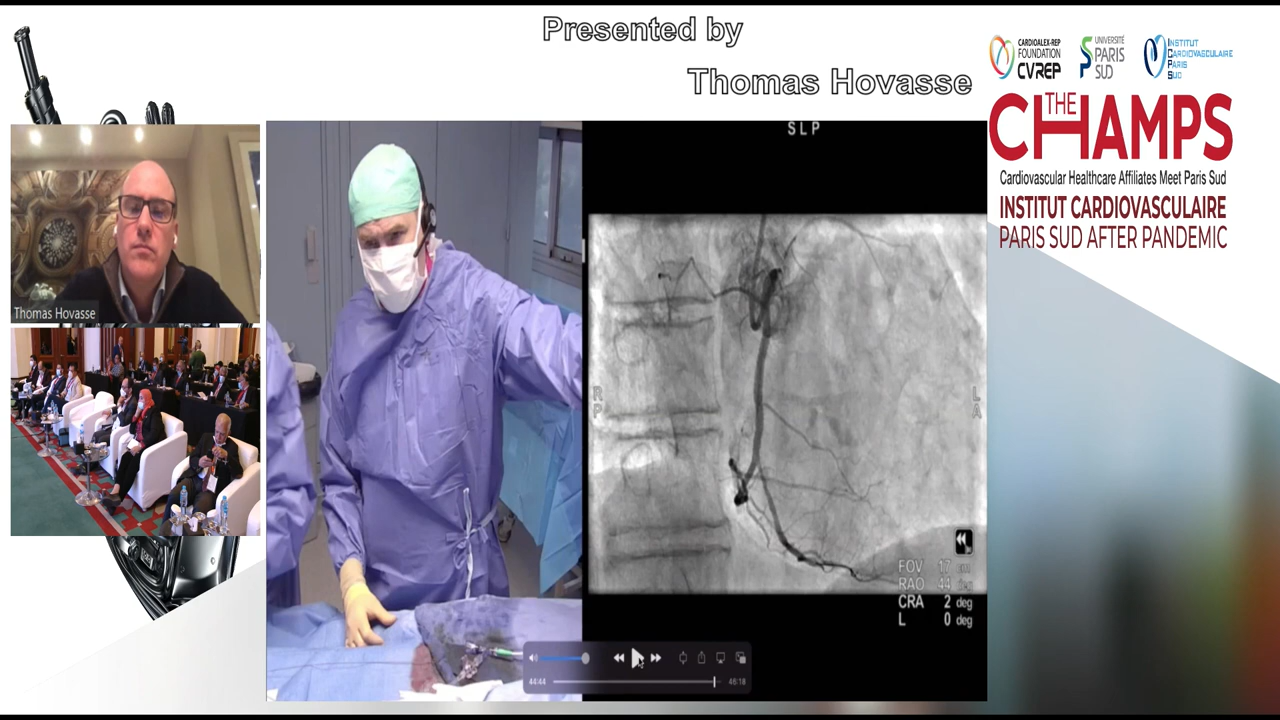 Presented by
Thomas Hovasse
CARDIOALEX-REP
FOUNDATION
CVREP
UNIVERSITÉ
PARIS
SUD
INSTITUT
CARDIOVASCULAIRE
PARIS
SUD
THE
CHAMPS
Cardiovascular Healthcare Affiliates Meet Paris Sud
INSTITUT CARDIOVASCULAIRE
PARIS SUD AFTER PANDEMIC
Thomas Hovasse
S L P
R
P
L
A
FOV 17 cm
RAO 44 deg
CRA 2 deg
L 0 deg
44:44
46:18